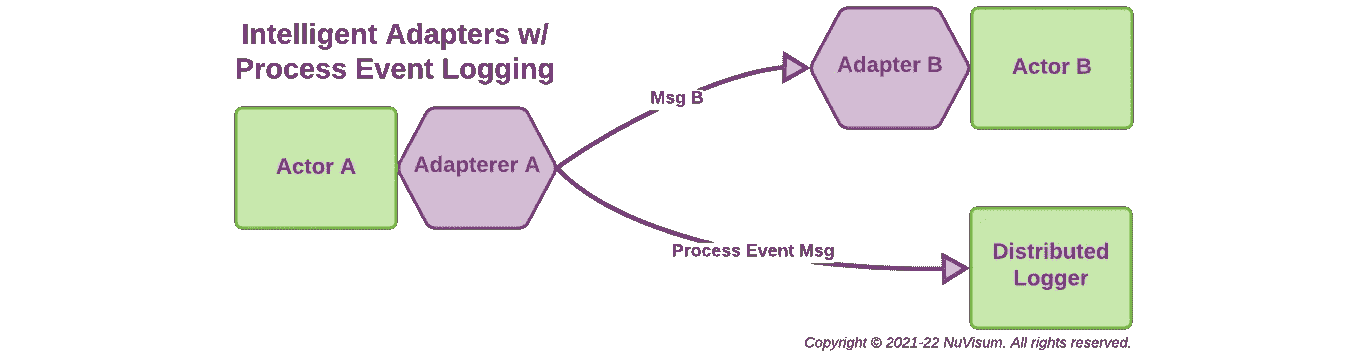 Intelligent Adapters w/
Process Event Logging
Actor A
Adapterer A
Msg B
Adapter B
Actor B
Process Event Msg
Distributed
Logger
Copyright © 2021-22 NuVisum. All rights reserved.